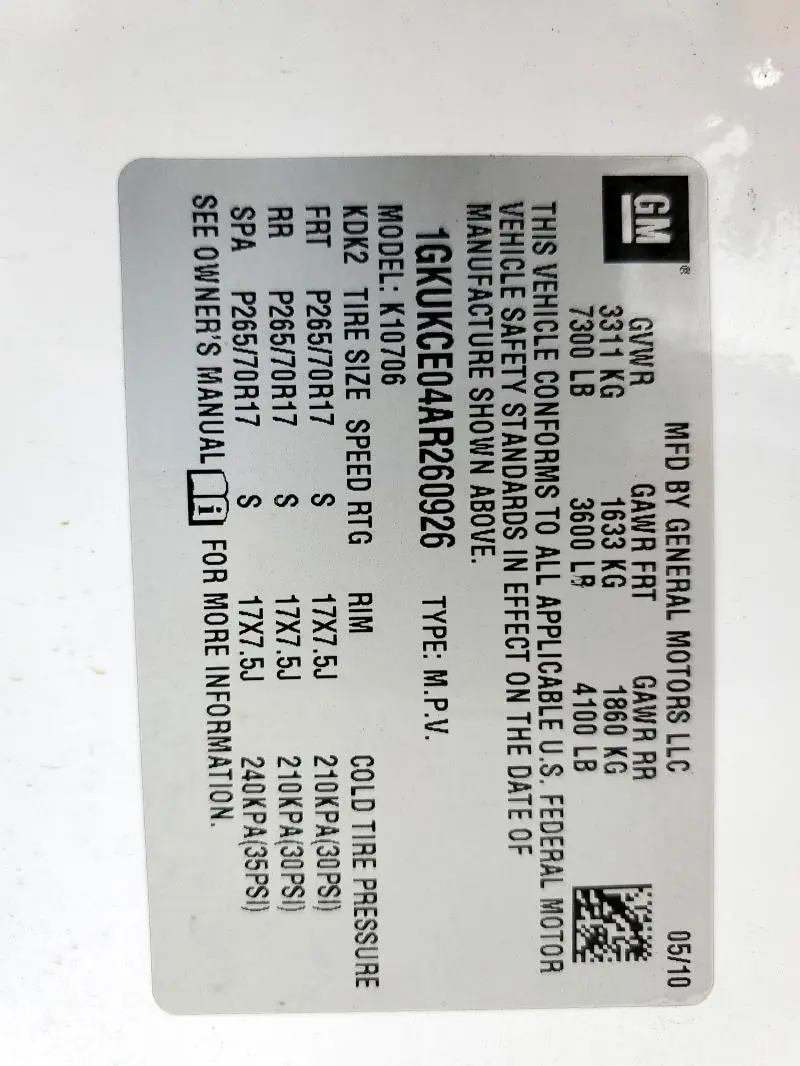 GM®
MFD BY GENERAL MOTORS LLC 05/10
GVWR GAWR FRT GAWR RR
3311 KG 1633 KG 1860 KG
7300 LB 3600 LB 4100 LB
THIS VEHICLE CONFORMS TO ALL APPLICABLE U.S. FEDERAL MOTOR
VEHICLE SAFETY STANDARDS IN EFFECT ON THE DATE OF
MANUFACTURE SHOWN ABOVE.
1GKUKCE04AR260926 TYPE: M.P.V.
MODEL: K10706
KDK2 TIRE SIZE SPEED RTG RIM COLD TIRE PRESSURE
FRT P265/70R17 S 17X7.5J 210KPA(30PSI)
RR P265/70R17 S 17X7.5J 210KPA(30PSI)
SPA P265/70R17 S 17X7.5J 240KPA(35PSI)
SEE OWNER'S MANUAL i FOR MORE INFORMATION.